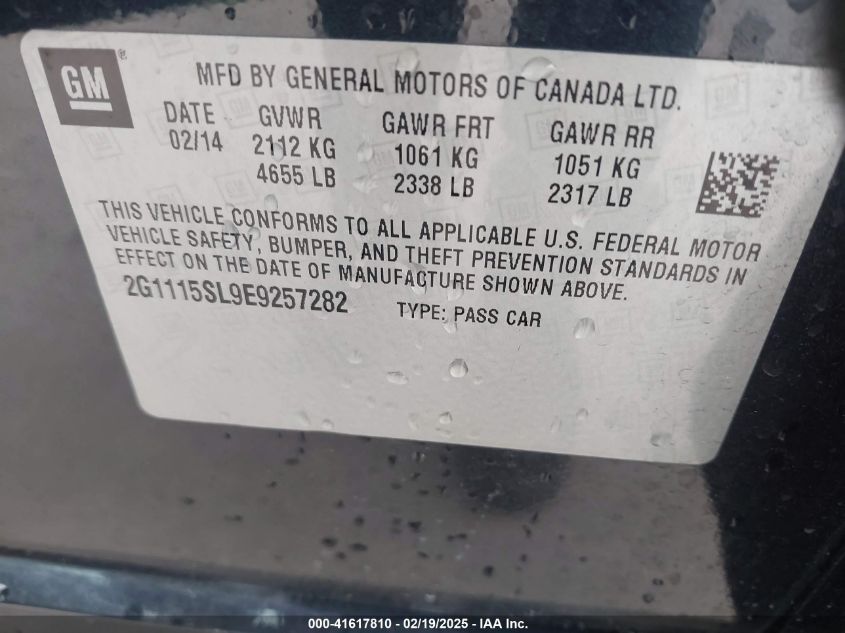 GM®
MFD BY GENERAL MOTORS OF CANADA LTD.
DATE GVWR GAWR FRT GAWR RR
02/14 2112 KG 1061 KG 1051 KG
4655 LB 2338 LB 2317 LB
THIS VEHICLE CONFORMS TO ALL APPLICABLE U.S. FEDERAL MOTOR
VEHICLE SAFETY, BUMPER, AND THEFT PREVENTION STANDARDS IN
EFFECT ON THE DATE OF MANUFACTURE SHOWN ABOVE.
2G1115SL9E9257282 TYPE: PASS CAR
000-41617810 - 02/19/2025 - IAA Inc.